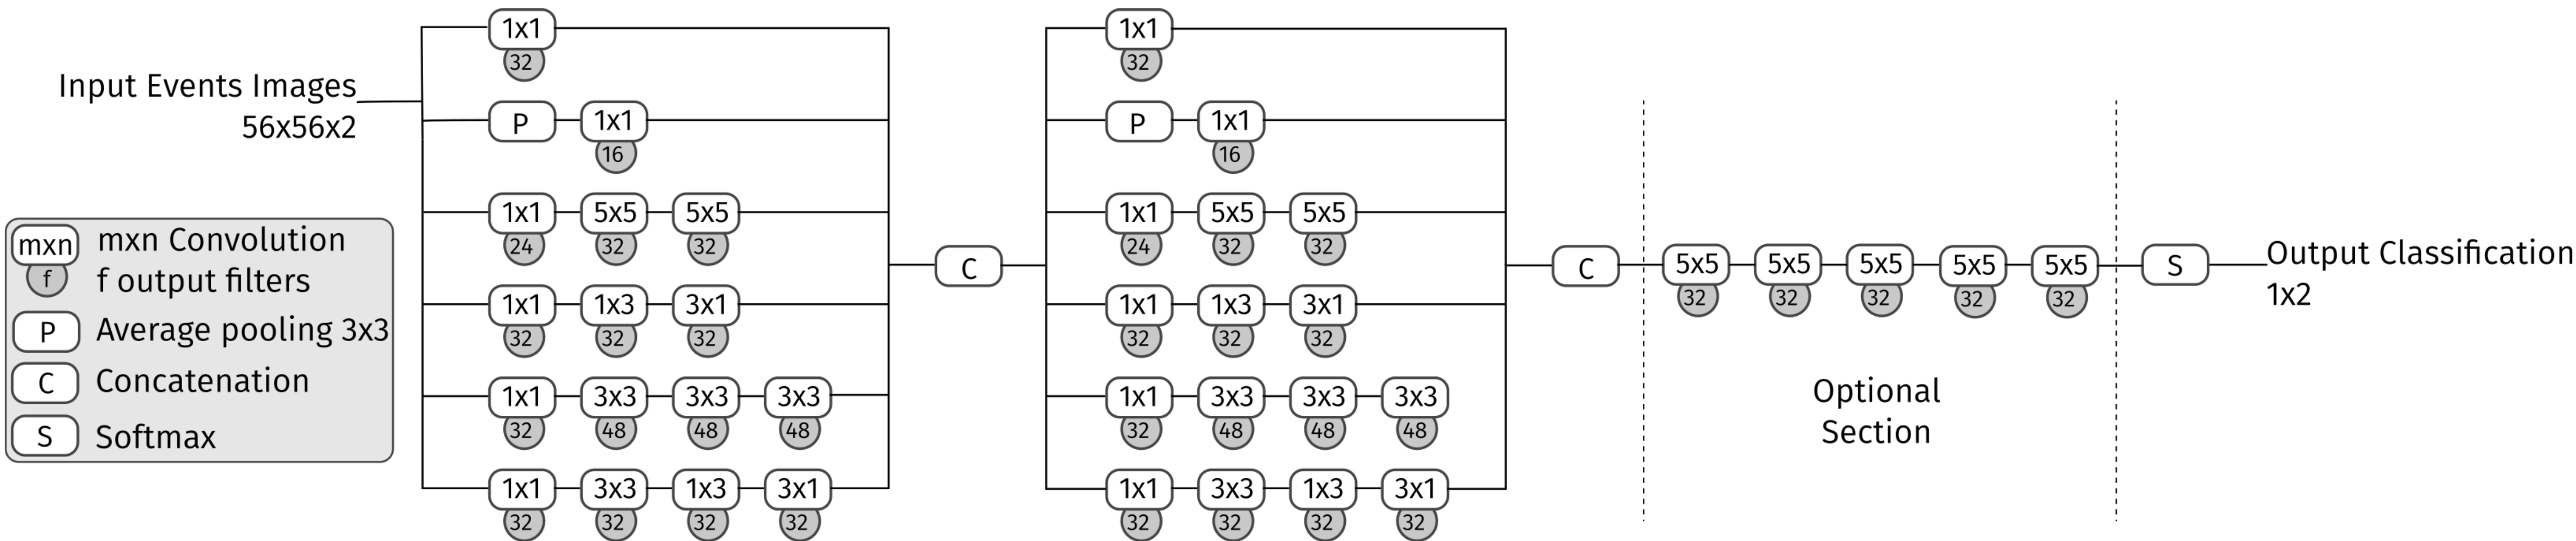 Input Events Images
56x56x2
mxn mxn Convolution
f f output filters
P Average pooling 3x3
C Concatenation
S Softmax
1x1
32
P 1x1
16
1x1 5x5 5x5
24 32 32
1x1 1x3 3x1
32 32 32
1x1 3x3 3x3 3x3
32 48 48 48
1x1 3x3 1x3 3x1
32 32 32 32
C
1x1
32
P 1x1
16
1x1 5x5 5x5
24 32 32
1x1 1x3 3x1
32 32 32
1x1 3x3 3x3 3x3
32 48 48 48
1x1 3x3 1x3 3x1
32 32 32 32
C
5x5 5x5 5x5 5x5 5x5
32 32 32 32 32
Optional
Section
S
Output Classification
1x2